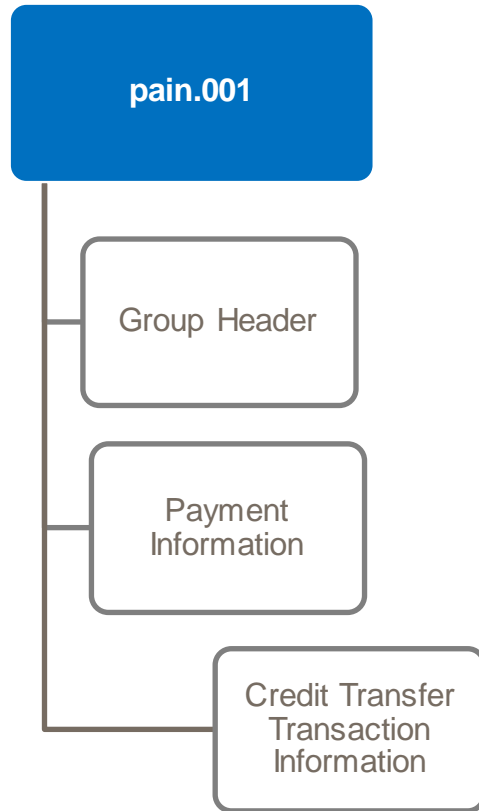 pain.001
Group Header
Payment
Information
Credit Transfer
Transaction
Information